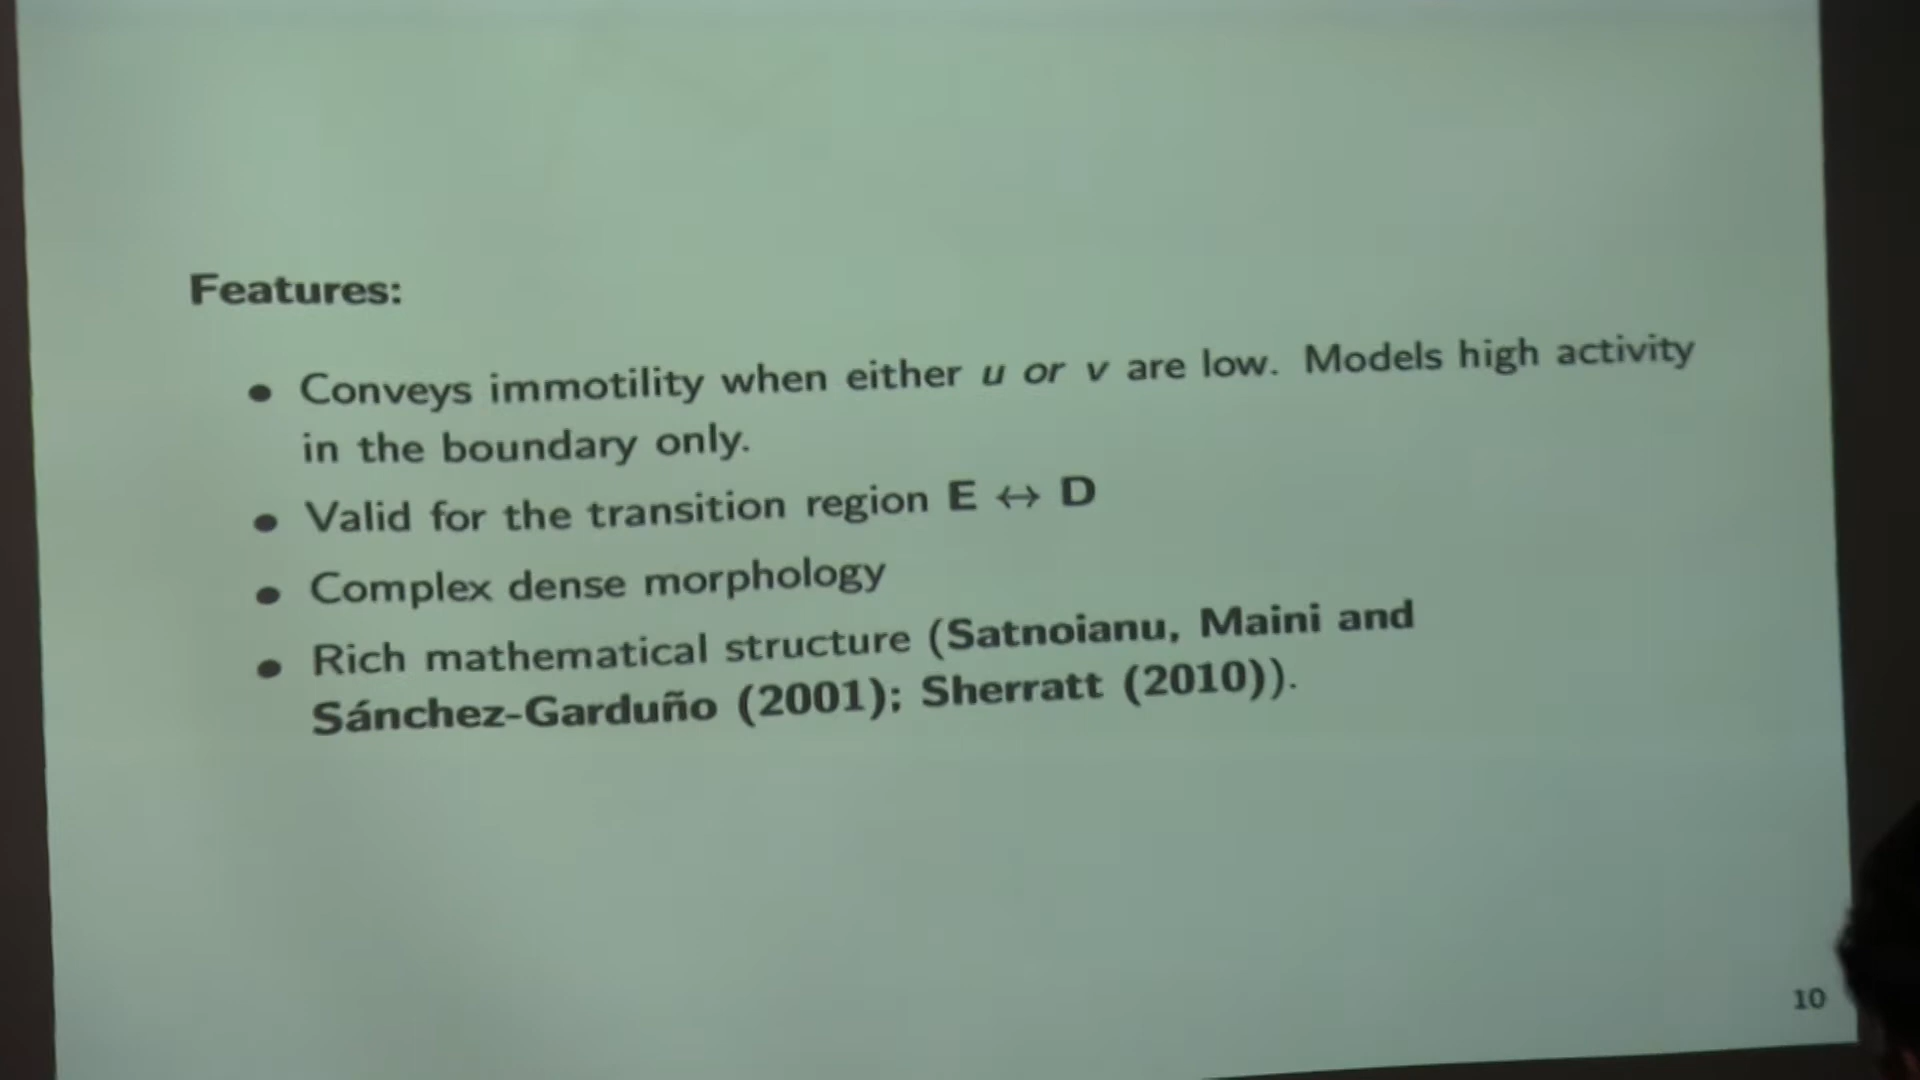 Features:
• Conveys immotility when either u or v are low. Models high activity
in the boundary only.
• Valid for the transition region E ↔ D
• Complex dense morphology
• Rich mathematical structure (Satnoianu, Maini and
Sánchez-Garduño (2001); Sherratt (2010)).
10